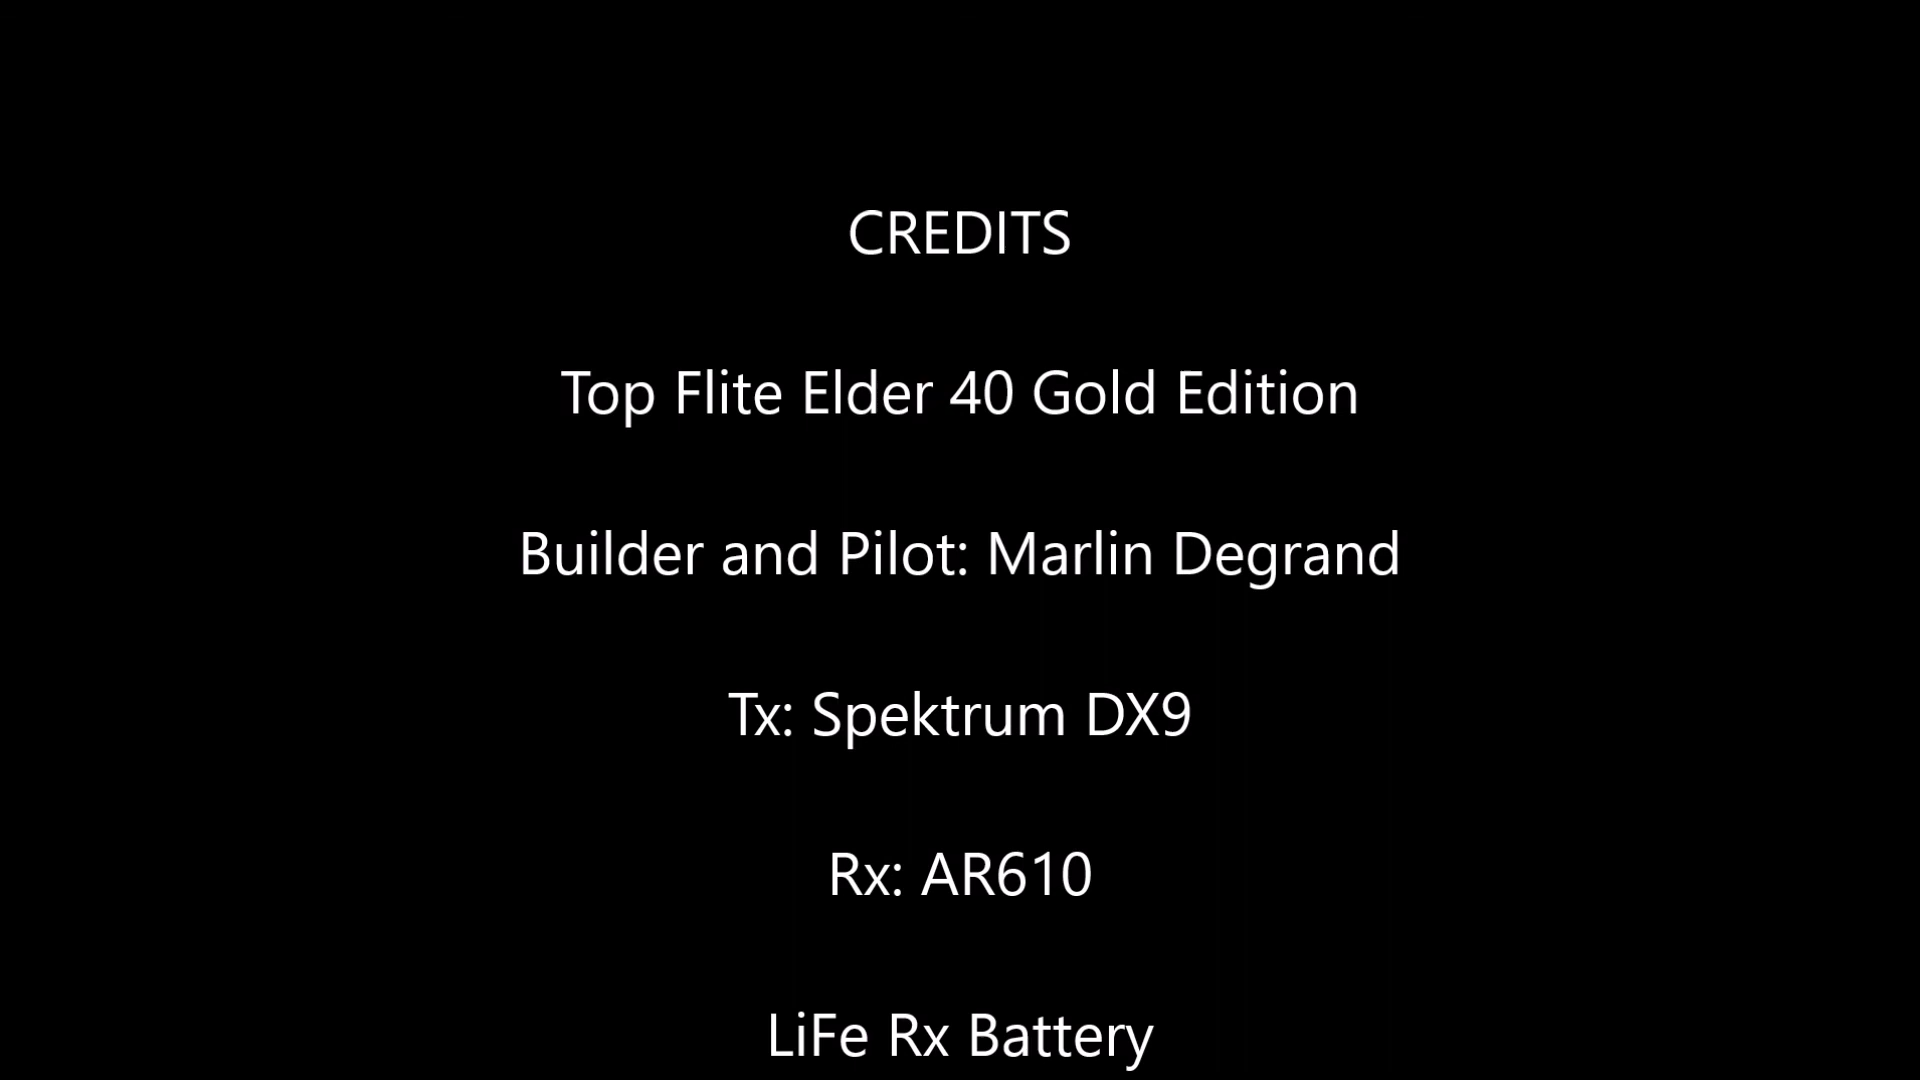 CREDITS
Top Flite Elder 40 Gold Edition
Builder and Pilot: Marlin Degrand
Tx: Spektrum DX9
Rx: AR610
LiFe Rx Battery